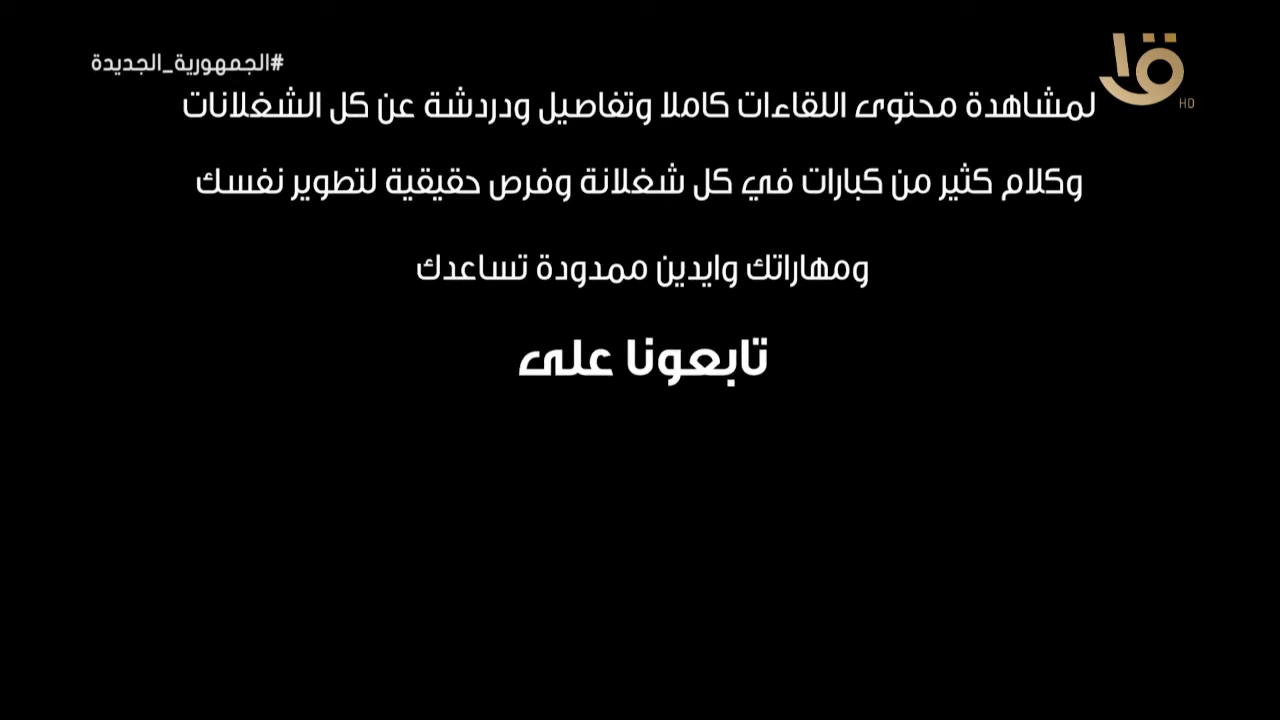 #الجمهورية_الجديدة
لمشاهدة محتوى اللقاءات كاملا وتفاصيل ودردشة عن كل الشغلانات
وكلام كثير من كبارات في كل شغلانة وفرص حقيقية لتطوير نفسك
ومهاراتك وايدين ممدودة تساعدك
تابعونا على
HD